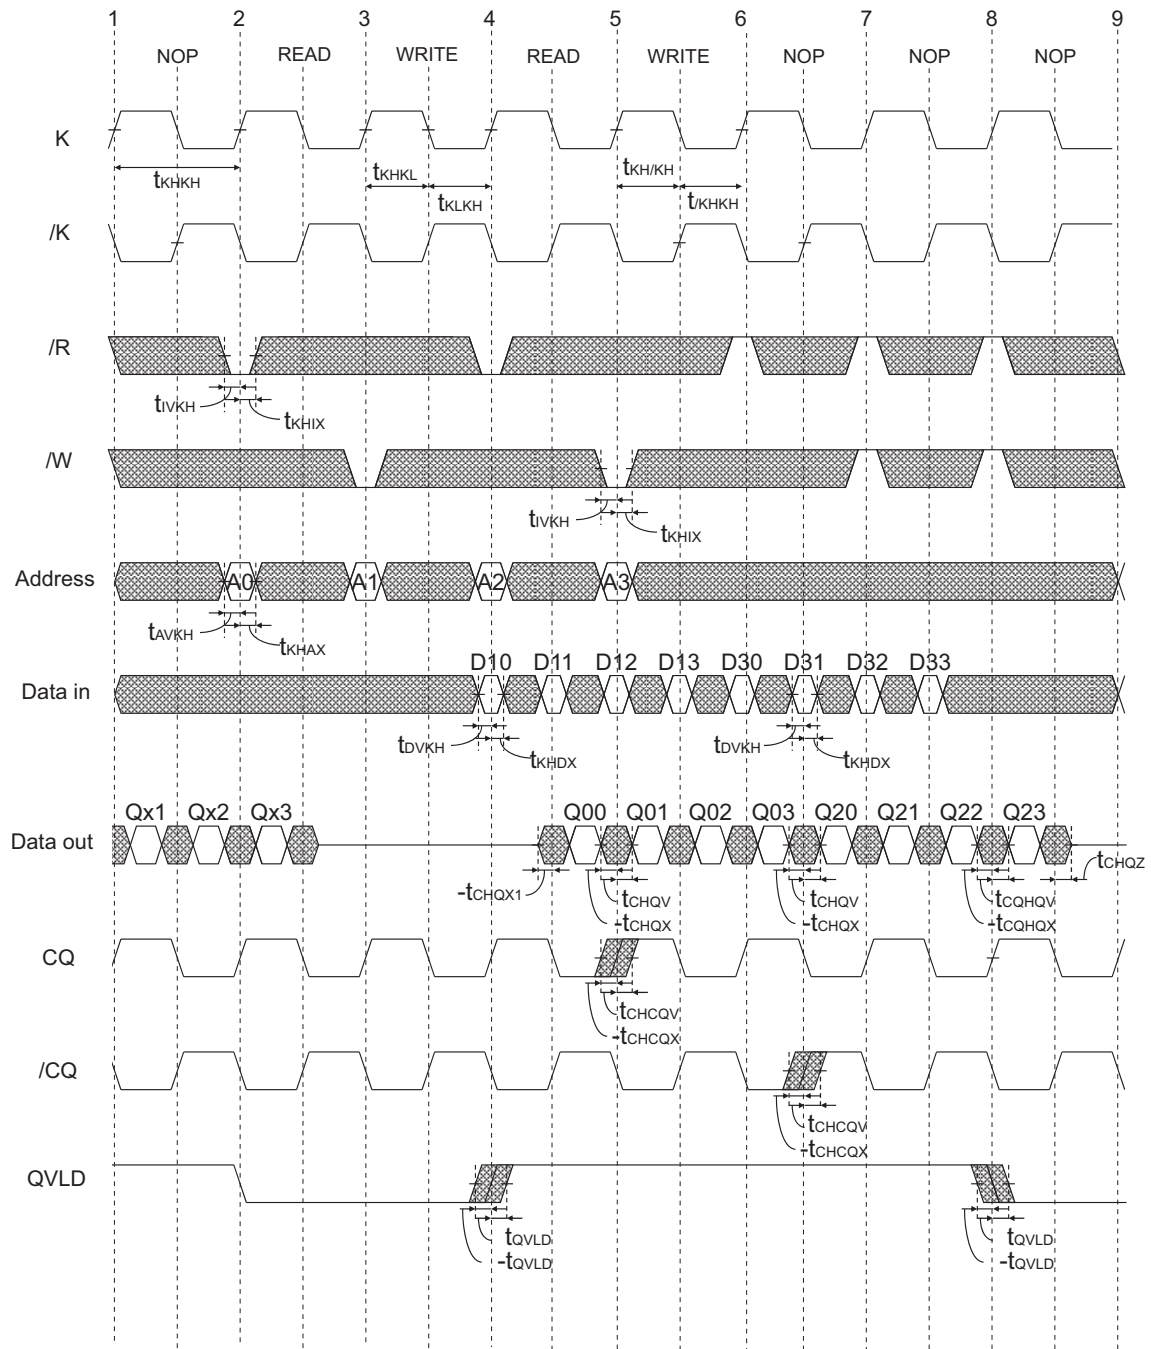 1 2 3 4 5 6 7 8 9
NOP READ WRITE READ WRITE NOP NOP NOP
K
tKHKH tKHKL tKLKH tKH/KH t/KHKH
/K
/R
tIVKH tKHIX
/W
tIVKH tKHIX
Address A0 A1 A2 A3
tAVKH tKHAX
D10 D11 D12 D13 D30 D31 D32 D33
Data in
tDVKH tKHDX tDVKH tKHDX
Qx1 Qx2 Qx3 Q00 Q01 Q02 Q03 Q20 Q21 Q22 Q23
Data out
tCHQZ
-tCHQX1 tCHQV tCHQV tCQHQV
-tCHQX -tCHQX -tCQHQX
CQ
tCHCQV
-tCHCQX
/CQ
tCHCQV
-tCHCQX
QVLD
tQVLD tQVLD
-tQVLD -tQVLD